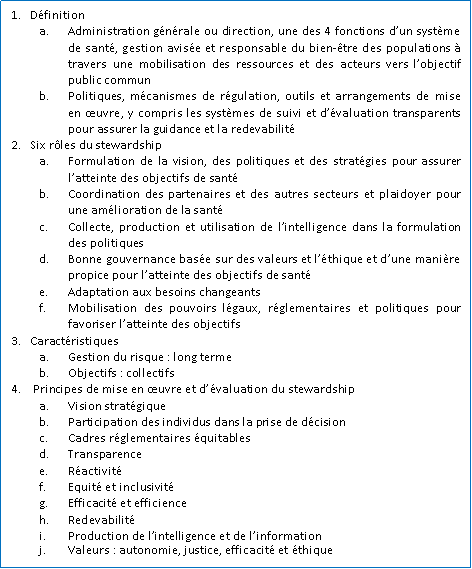 1. Définition
a. Administration générale ou direction, une des 4 fonctions d'un système
de santé, gestion avisée et responsable du bien-être des populations à
travers une mobilisation des ressources et des acteurs vers l'objectif
public commun
b. Politiques, mécanismes de régulation, outils et arrangements de mise
en œuvre, y compris les systèmes de suivi et d'évaluation transparents
pour assurer la guidance et la redevabilité
2. Six rôles du stewardship
a. Formulation de la vision, des politiques et des stratégies pour assurer
l'atteinte des objectifs de santé
b. Coordination des partenaires et des autres secteurs et plaidoyer pour
une amélioration de la santé
c. Collecte, production et utilisation de l'intelligence dans la formulation
des politiques
d. Bonne gouvernance basée sur des valeurs et l'éthique et d'une manière
propice pour l'atteinte des objectifs de santé
e. Adaptation aux besoins changeants
f. Mobilisation des pouvoirs légaux, réglementaires et politiques pour
favoriser l'atteinte des objectifs
3. Caractéristiques
a. Gestion du risque : long terme
b. Objectifs : collectifs
4. Principes de mise en œuvre et d'évaluation du stewardship
a. Vision stratégique
b. Participation des individus dans la prise de décision
c. Cadres réglementaires équitables
d. Transparence
e. Réactivité
f. Equité et inclusivité
g. Efficacité et efficience
h. Redevabilité
i. Production de l'intelligence et de l'information
j. Valeurs : autonomie, justice, efficacité et éthique